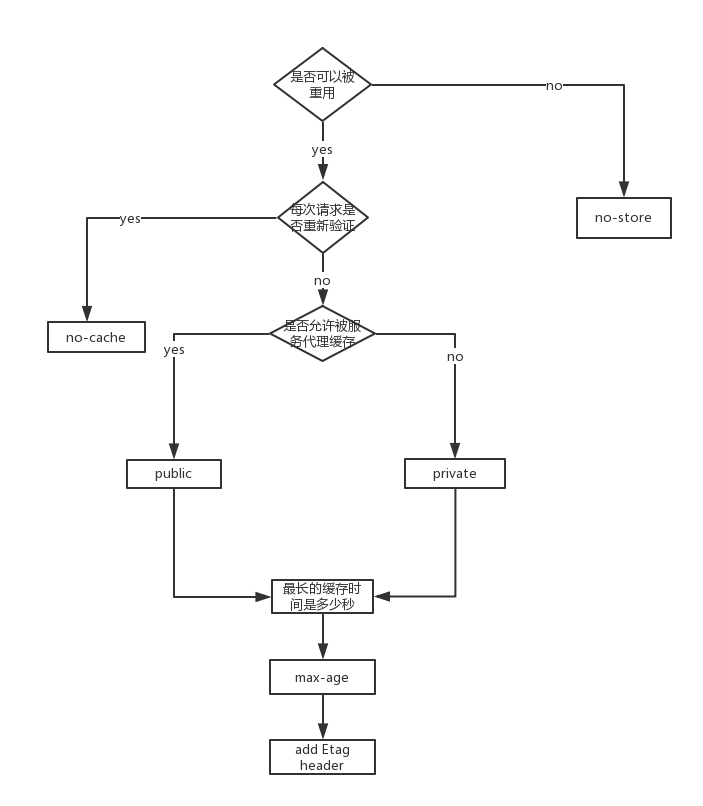 是否可以被
重用
no
yes
每次请求是
否重新验证
yes
no-store
no
no-cache
是否允许被服
务代理缓存
yes
no
public
private
最长的缓存时
间是多少秒
max-age
add Etag
header